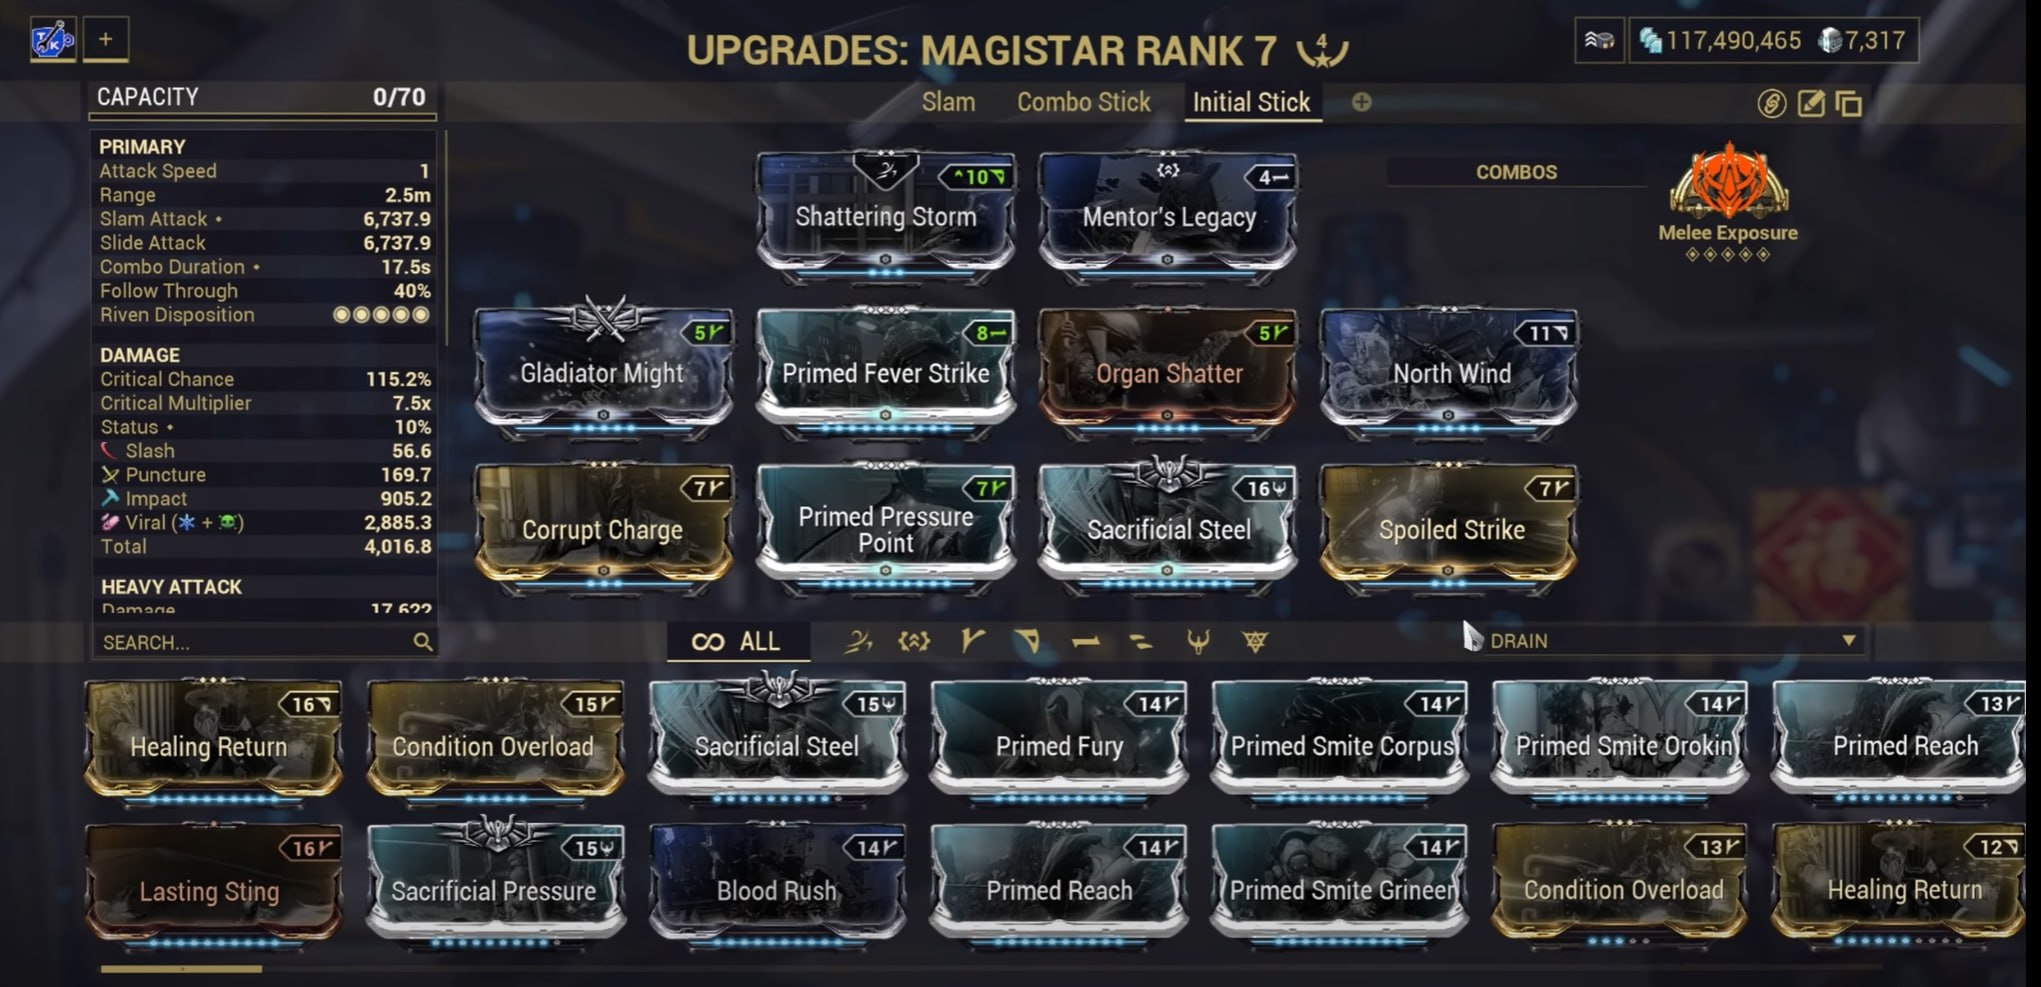 UPGRADES: MAGISTAR RANK 7 4
117,490,465 7,317
CAPACITY 0/70
Slam Combo Stick Initial Stick
PRIMARY
Attack Speed 1
Range 2.5m
Slam Attack • 6,737.9
Slide Attack 6,737.9
Combo Duration • 17.5s
Follow Through 40%
Riven Disposition
DAMAGE
Critical Chance 115.2%
Critical Multiplier 7.5x
Status • 10%
Slash 56.6
Puncture 169.7
Impact 905.2
Viral ( + ) 2,885.3
Total 4,016.8
HEAVY ATTACK
Damage 17,622
SEARCH...
^10
Shattering Storm
4
Mentor's Legacy
COMBOS
Melee Exposure
5
Gladiator Might
8
Primed Fever Strike
5
Organ Shatter
11
North Wind
7
Corrupt Charge
7
Primed Pressure
Point
16
Sacrificial Steel
7
Spoiled Strike
福
ALL
DRAIN
16
Healing Return
15
Condition Overload
15
Sacrificial Steel
14
Primed Fury
14
Primed Smite Corpus
14
Primed Smite Orokin
13
Primed Reach
16
Lasting Sting
15
Sacrificial Pressure
14
Blood Rush
14
Primed Reach
14
Primed Smite Grineer
13
Condition Overload
12
Healing Return